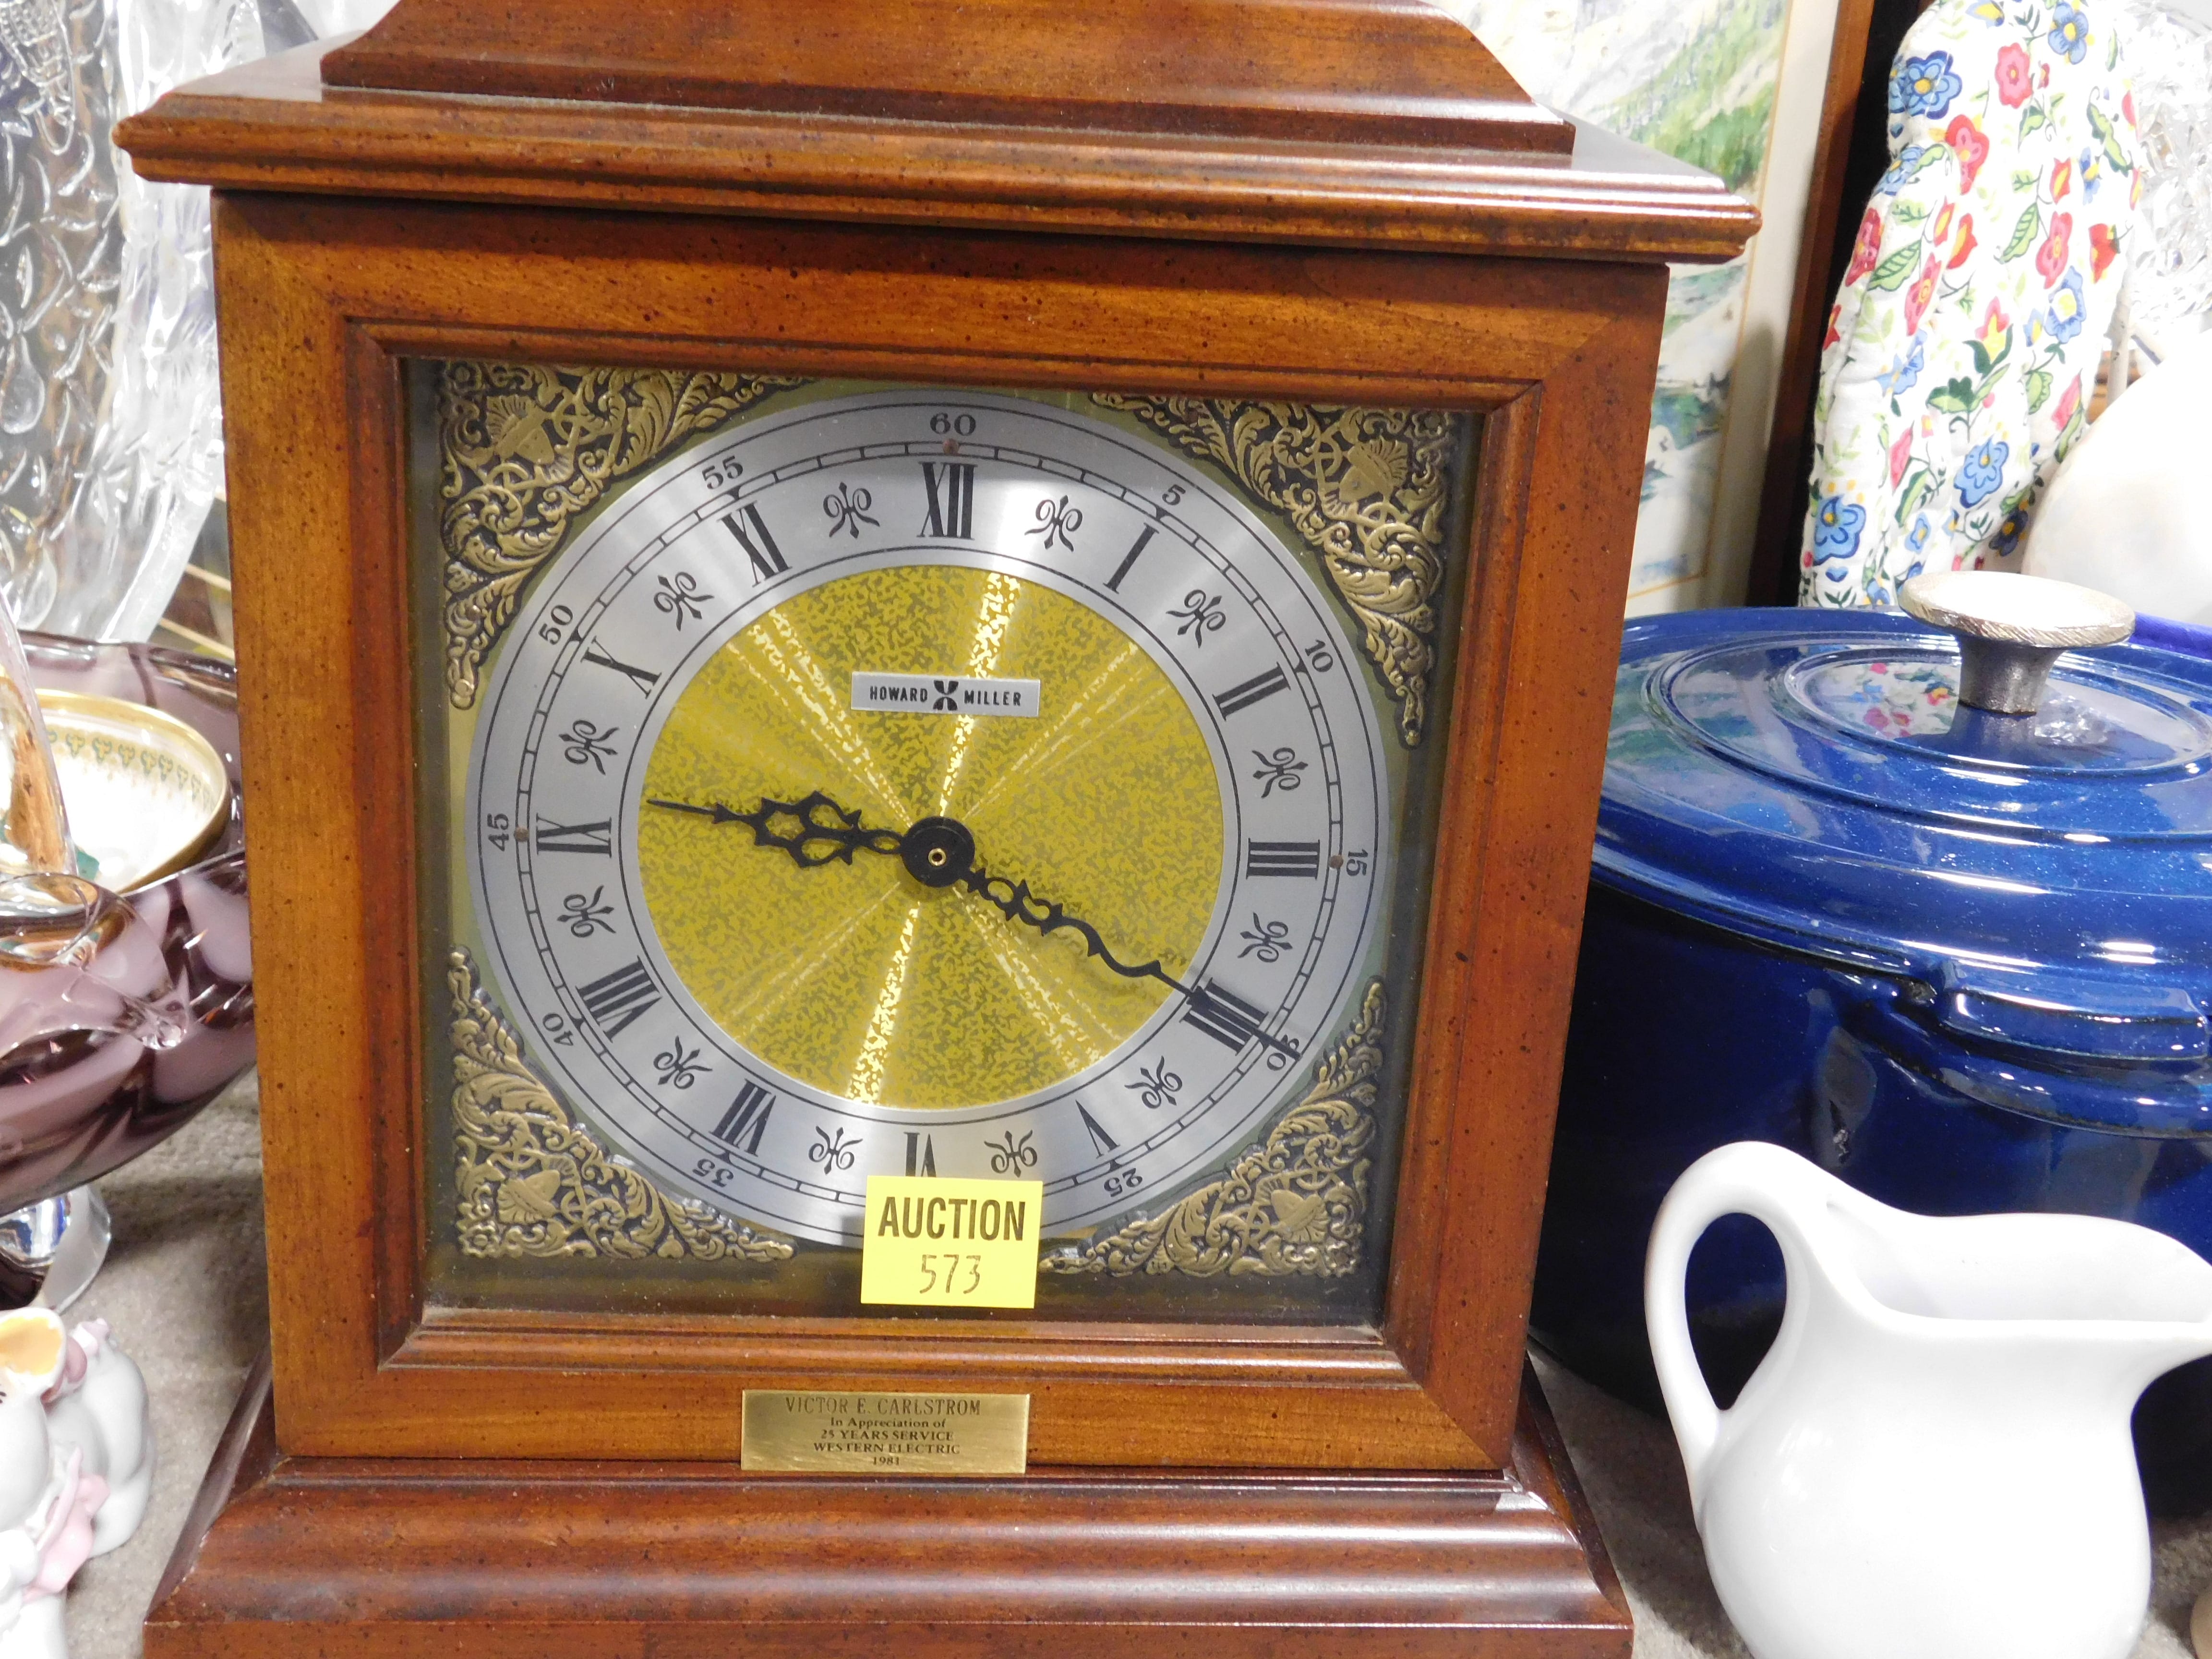 60
55
5
XII
XI
I
50
10
X
II
HOWARD MILLER
45
IX
III
15
VIII
IIII
40
20
VII
V
VI
35
25
AUCTION
573
VICTOR E. CARLSTROM
In Appreciation of
25 YEARS SERVICE
WESTERN ELECTRIC
1981